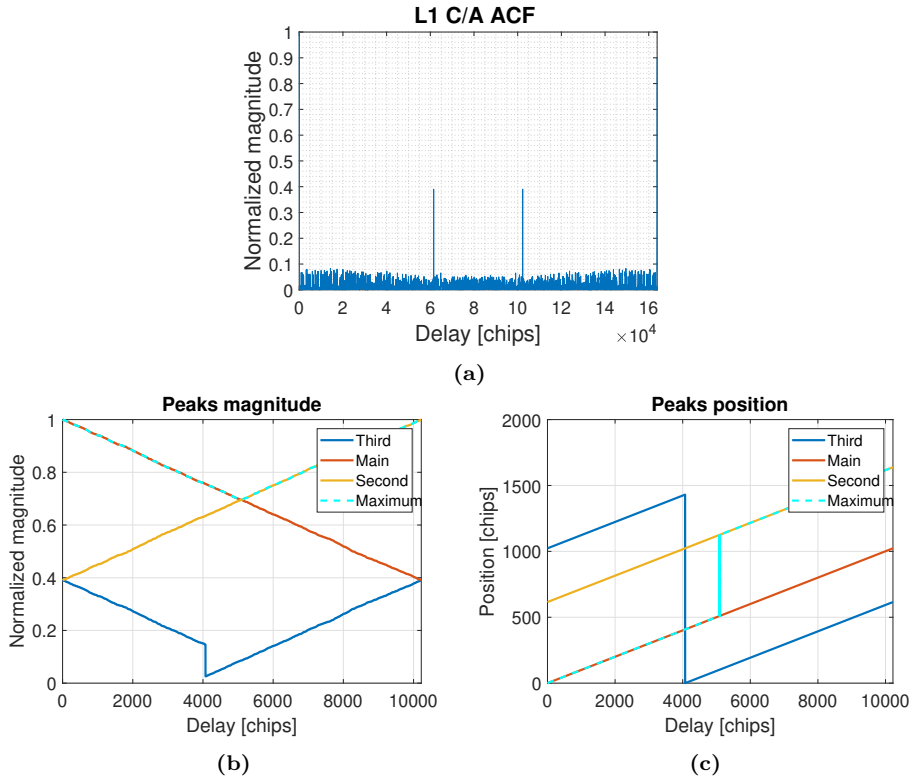 L1 C/A ACF
1
0.9
0.8
0.7
0.6
0.5
0.4
0.3
0.2
0.1
0
Normalized magnitude
0 2 4 6 8 10 12 14 16
×10⁴
Delay [chips]
(a)
Peaks magnitude
1
0.8
0.6
0.4
0.2
0
Normalized magnitude
Third
Main
Second
Maximum
0 2000 4000 6000 8000 10000
Delay [chips]
(b)
Peaks position
2000
1500
1000
500
0
Position [chips]
Third
Main
Second
Maximum
0 2000 4000 6000 8000 10000
Delay [chips]
(c)